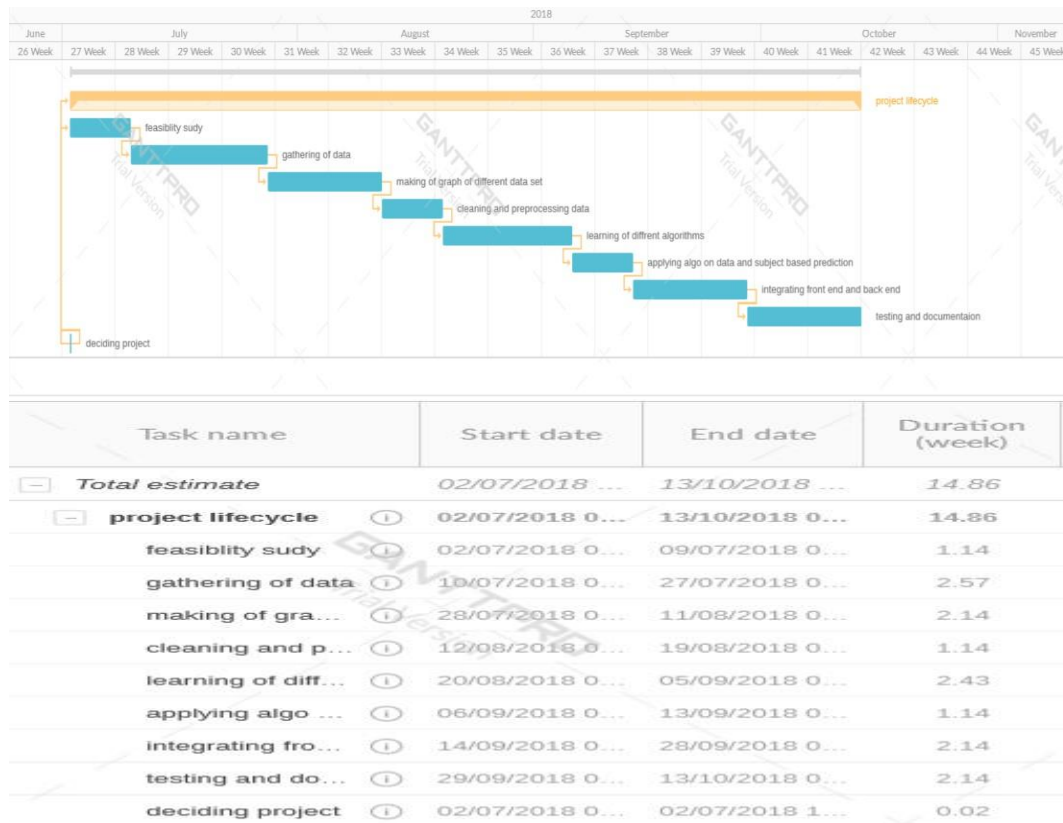 2018
June July August September October November
26 Week 27 Week 28 Week 29 Week 30 Week 31 Week 32 Week 33 Week 34 Week 35 Week 36 Week 37 Week 38 Week 39 Week 40 Week 41 Week 42 Week 43 Week 44 Week 45 Week
project lifecycle
feasiblity sudy
gathering of data
making of graph of different data set
cleaning and preprocessing data
learning of diffrent algorithms
applying algo on data and subject based prediction
integrating front end and back end
testing and documentaion
deciding project
GANTTPRO
Trial Version
GANTTPRO
Trial Version
GANTTPRO
Trial Version
GANTTPRO
Trial Version
Task name Start date End date Duration (week)
Total estimate 02/07/2018 ... 13/10/2018 ... 14.86
project lifecycle 02/07/2018 0... 13/10/2018 0... 14.86
feasiblity sudy 02/07/2018 0... 09/07/2018 0... 1.14
gathering of data 10/07/2018 0... 27/07/2018 0... 2.57
making of gra... 28/07/2018 0... 11/08/2018 0... 2.14
cleaning and p... 12/08/2018 0... 19/08/2018 0... 1.14
learning of diff... 20/08/2018 0... 05/09/2018 0... 2.43
applying algo ... 06/09/2018 0... 13/09/2018 0... 1.14
integrating fro... 14/09/2018 0... 28/09/2018 0... 2.14
testing and do... 29/09/2018 0... 13/10/2018 0... 2.14
deciding project 02/07/2018 0... 02/07/2018 1... 0.02
GANTTPRO
Trial Version